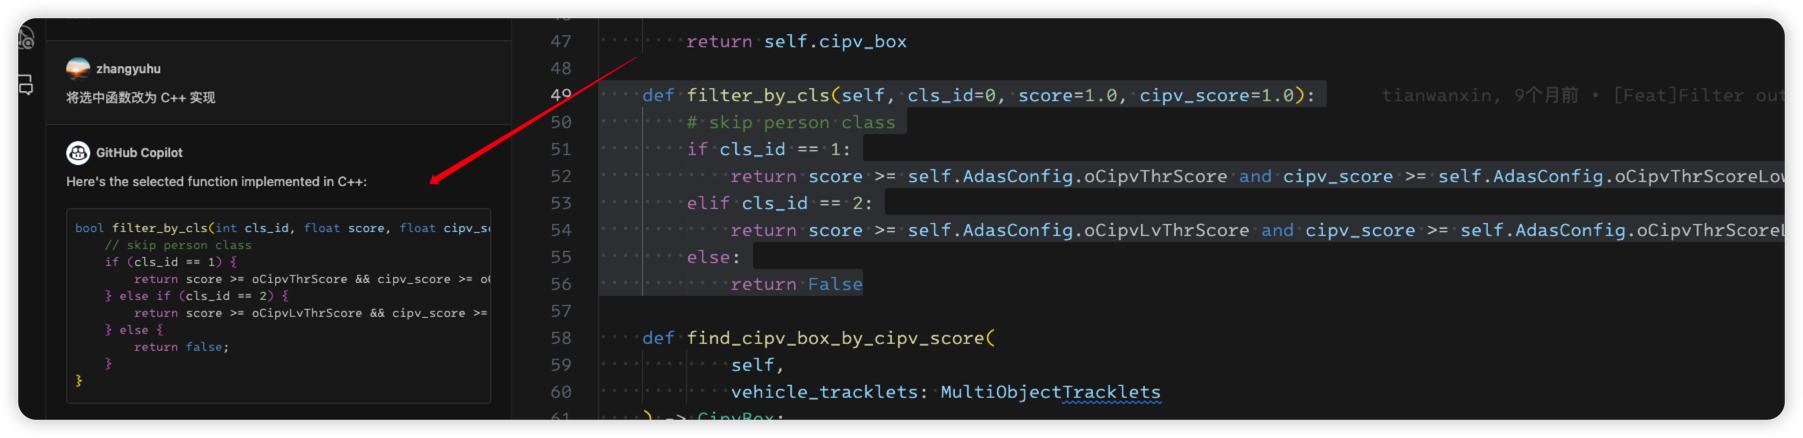 zhangyuhu
将选中函数改为 C++ 实现
GitHub Copilot
Here's the selected function implemented in C++:
bool filter_by_cls(int cls_id, float score, float cipv_sc
// skip person class
if (cls_id == 1) {
return score >= oCipvThrScore && cipv_score >= oC
} else if (cls_id == 2) {
return score >= oCipvLvThrScore && cipv_score >=
} else {
return false;
}
}
47 return self.cipv_box
48
49 def filter_by_cls(self, cls_id=0, score=1.0, cipv_score=1.0): tianwanxin, 9个月前 • [Feat]Filter out
50 # skip person class
51 if cls_id == 1:
52 return score >= self.AdasConfig.oCipvThrScore and cipv_score >= self.AdasConfig.oCipvThrScoreLow
53 elif cls_id == 2:
54 return score >= self.AdasConfig.oCipvLvThrScore and cipv_score >= self.AdasConfig.oCipvThrScoreL
55 else:
56 return False
57
58 def find_cipv_box_by_cipv_score(
59 self,
60 vehicle_tracklets: MultiObjectTracklets
61 ) -> CipvBox: